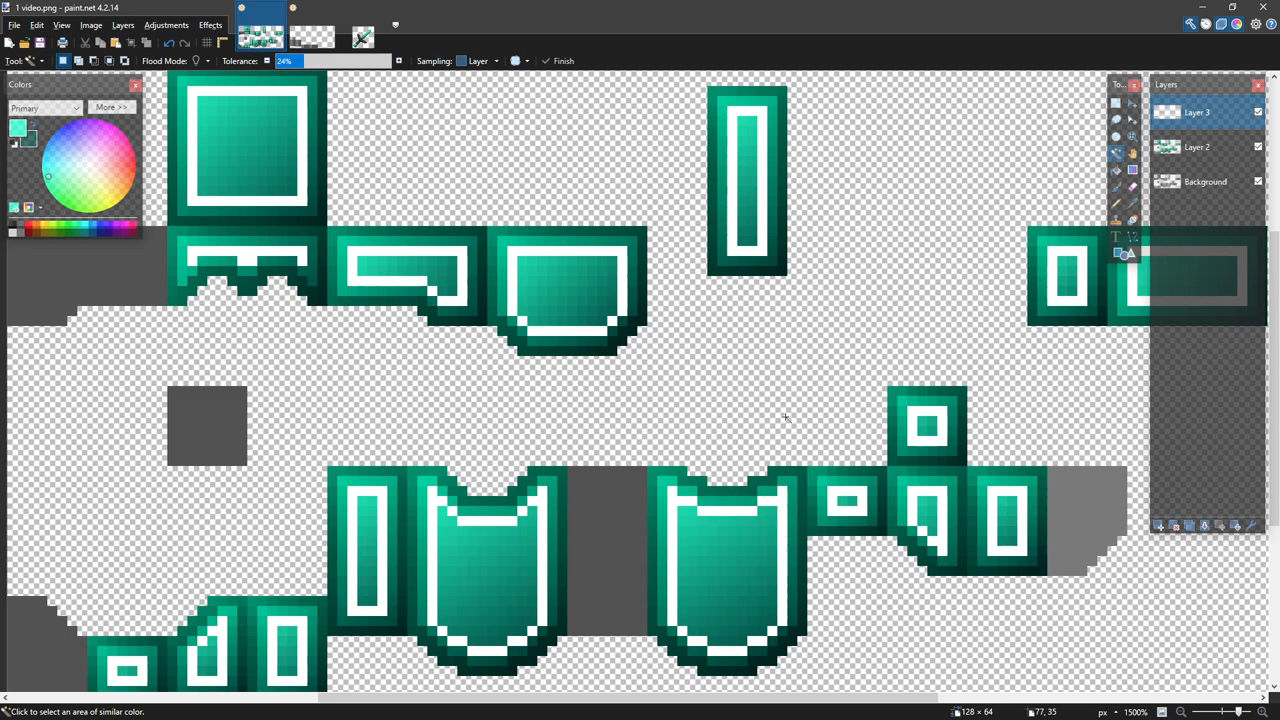 1 video.png - paint.net 4.2.14
File Edit View Image Layers Adjustments Effects
Tool: Flood Mode: Tolerance: 24% Sampling: Layer Finish
Colors
Primary More >>
To...
Layers
Layer 3
Layer 2
Background
Click to select an area of similar color.
128 × 64
77, 35
px
1500%